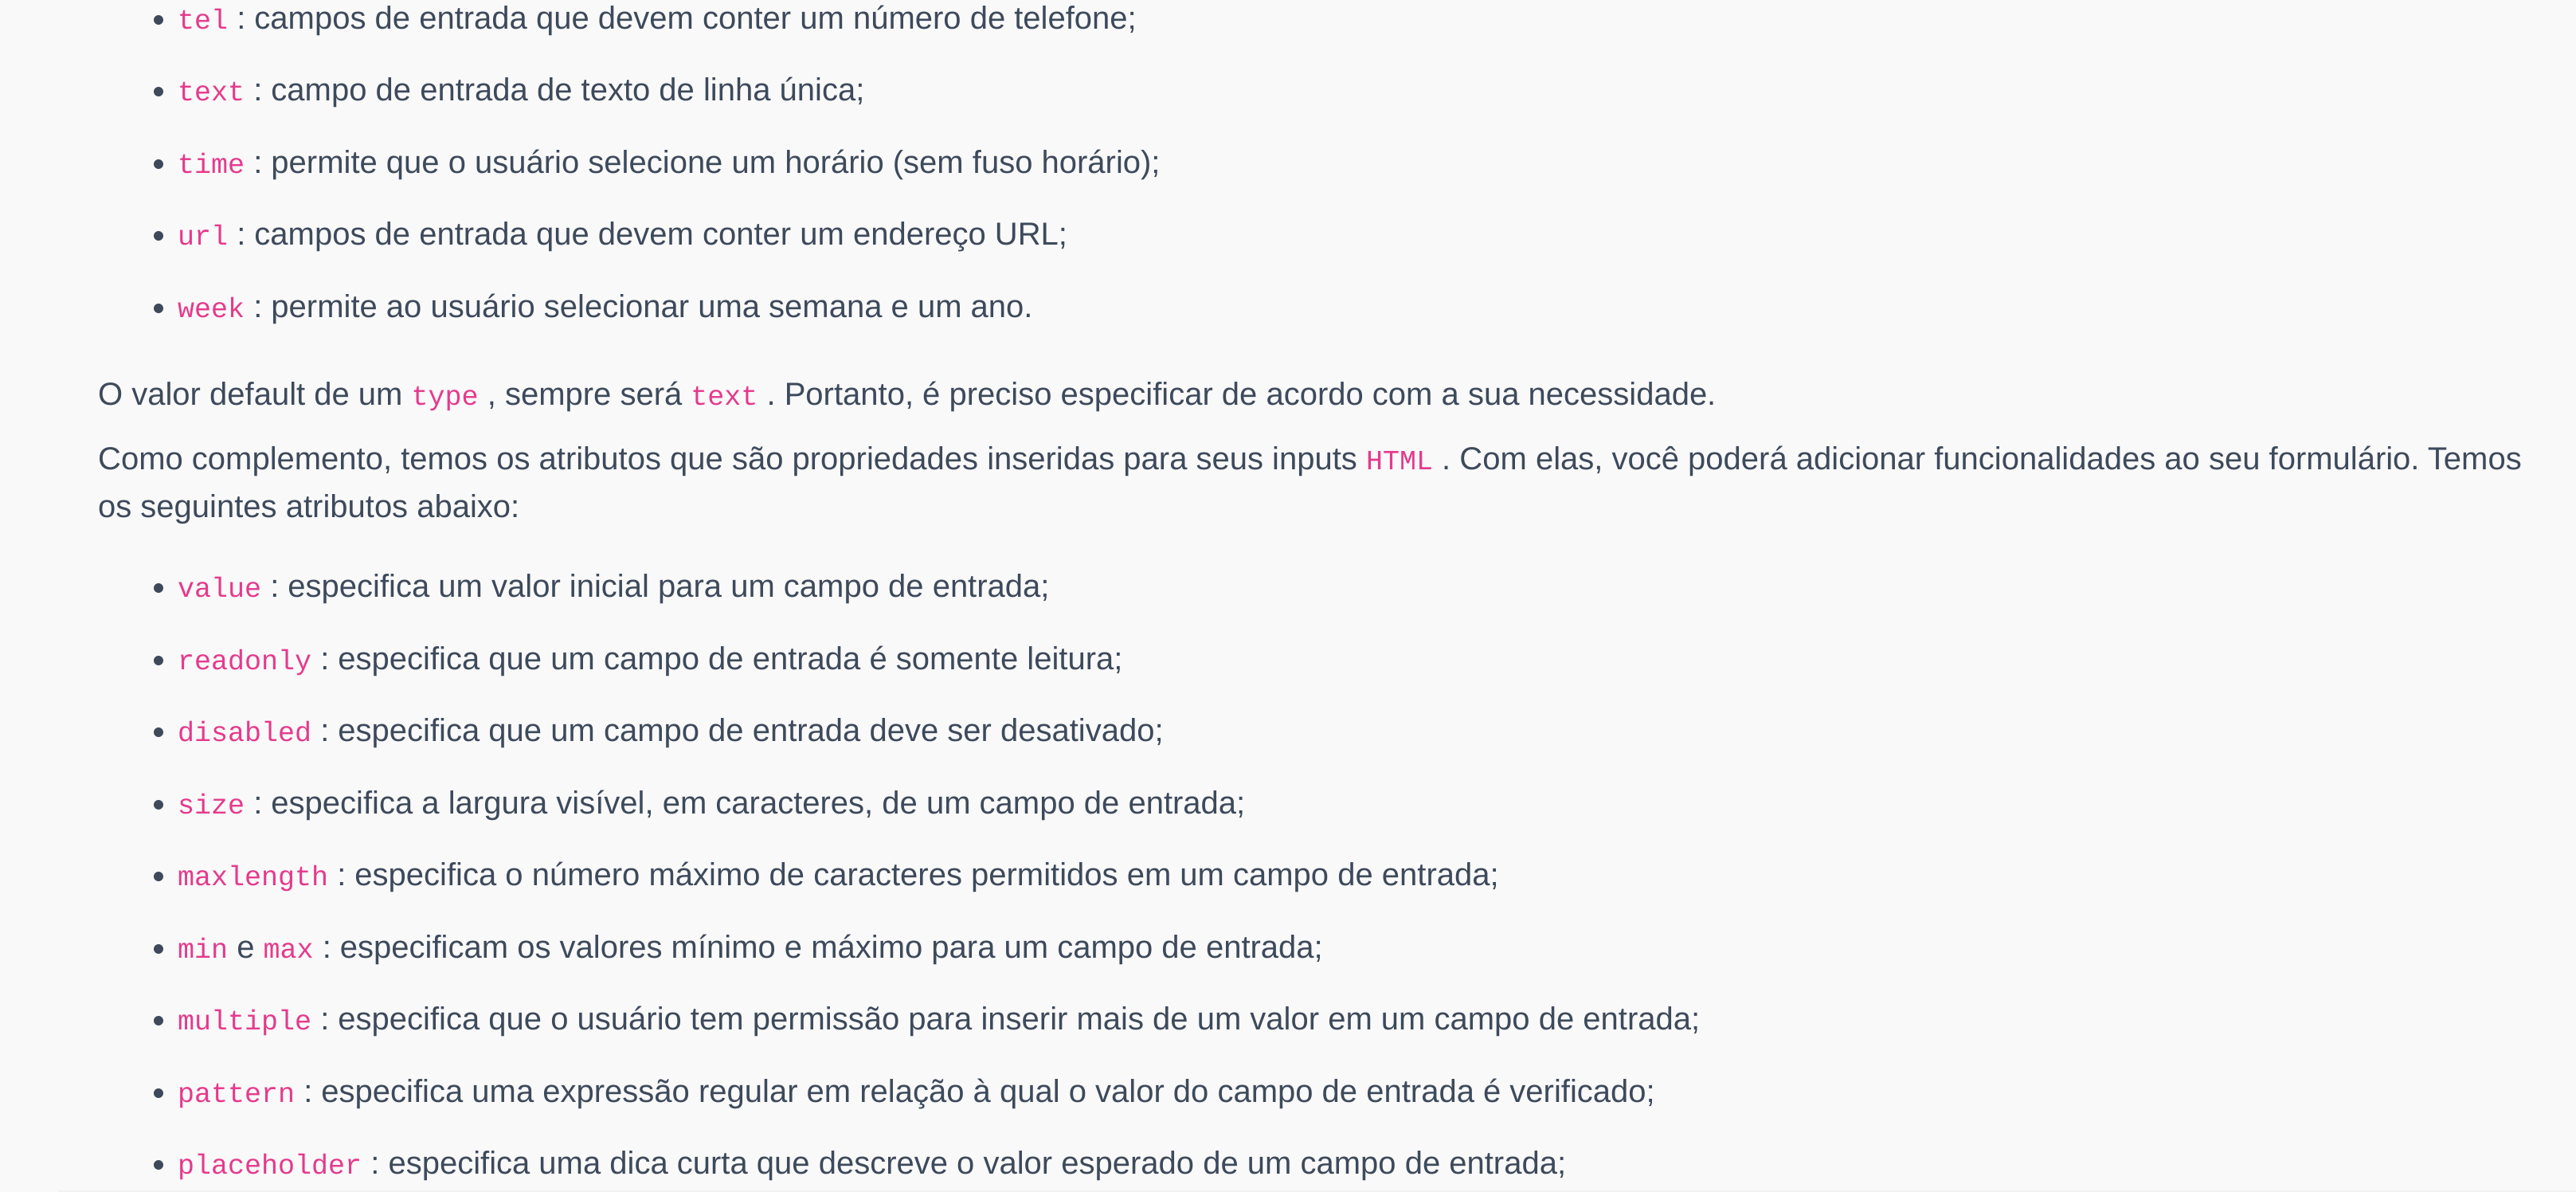 • tel : campos de entrada que devem conter um número de telefone;
• text : campo de entrada de texto de linha única;
• time : permite que o usuário selecione um horário (sem fuso horário);
• url : campos de entrada que devem conter um endereço URL;
• week : permite ao usuário selecionar uma semana e um ano.
O valor default de um type , sempre será text . Portanto, é preciso especificar de acordo com a sua necessidade.
Como complemento, temos os atributos que são propriedades inseridas para seus inputs HTML . Com elas, você poderá adicionar funcionalidades ao seu formulário. Temos
os seguintes atributos abaixo:
• value : especifica um valor inicial para um campo de entrada;
• readonly : especifica que um campo de entrada é somente leitura;
• disabled : especifica que um campo de entrada deve ser desativado;
• size : especifica a largura visível, em caracteres, de um campo de entrada;
• maxlength : especifica o número máximo de caracteres permitidos em um campo de entrada;
• min e max : especificam os valores mínimo e máximo para um campo de entrada;
• multiple : especifica que o usuário tem permissão para inserir mais de um valor em um campo de entrada;
• pattern : especifica uma expressão regular em relação à qual o valor do campo de entrada é verificado;
• placeholder : especifica uma dica curta que descreve o valor esperado de um campo de entrada;